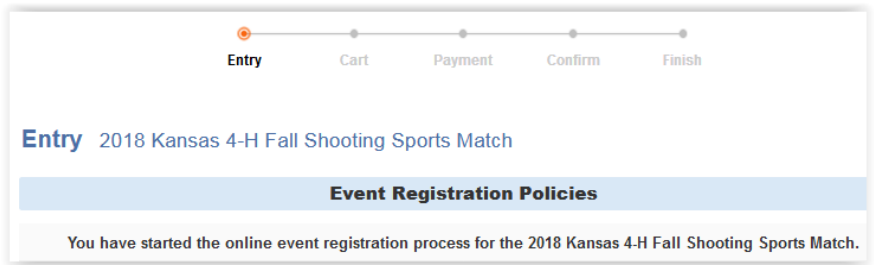 Entry Cart Payment Confirm Finish
Entry 2018 Kansas 4-H Fall Shooting Sports Match
Event Registration Policies
You have started the online event registration process for the 2018 Kansas 4-H Fall Shooting Sports Match.